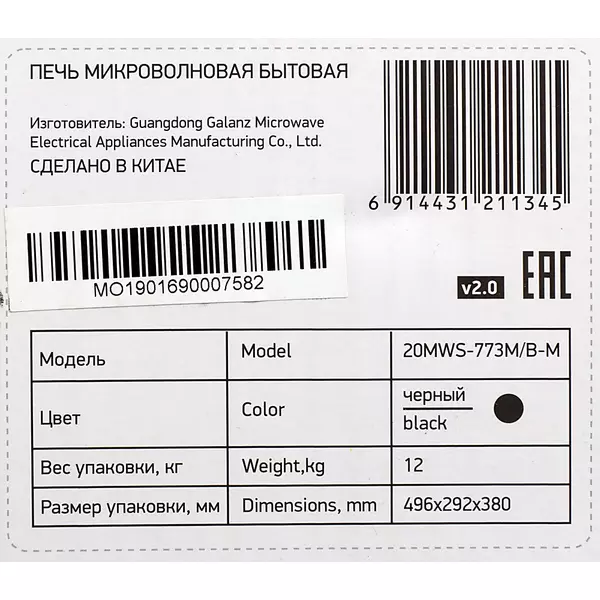 ПЕЧЬ МИКРОВОЛНОВАЯ БЫТОВАЯ
Изготовитель: Guangdong Galanz Microwave
Electrical Appliances Manufacturing Co., Ltd.
СДЕЛАНО В КИТАЕ
6 914431 211345
MO1901690007582
v2.0 EAC
Модель Model 20MWS-773M/B-M
Цвет Color черный
black
Вес упаковки, кг Weight,kg 12
Размер упаковки, мм Dimensions, mm 496x292x380